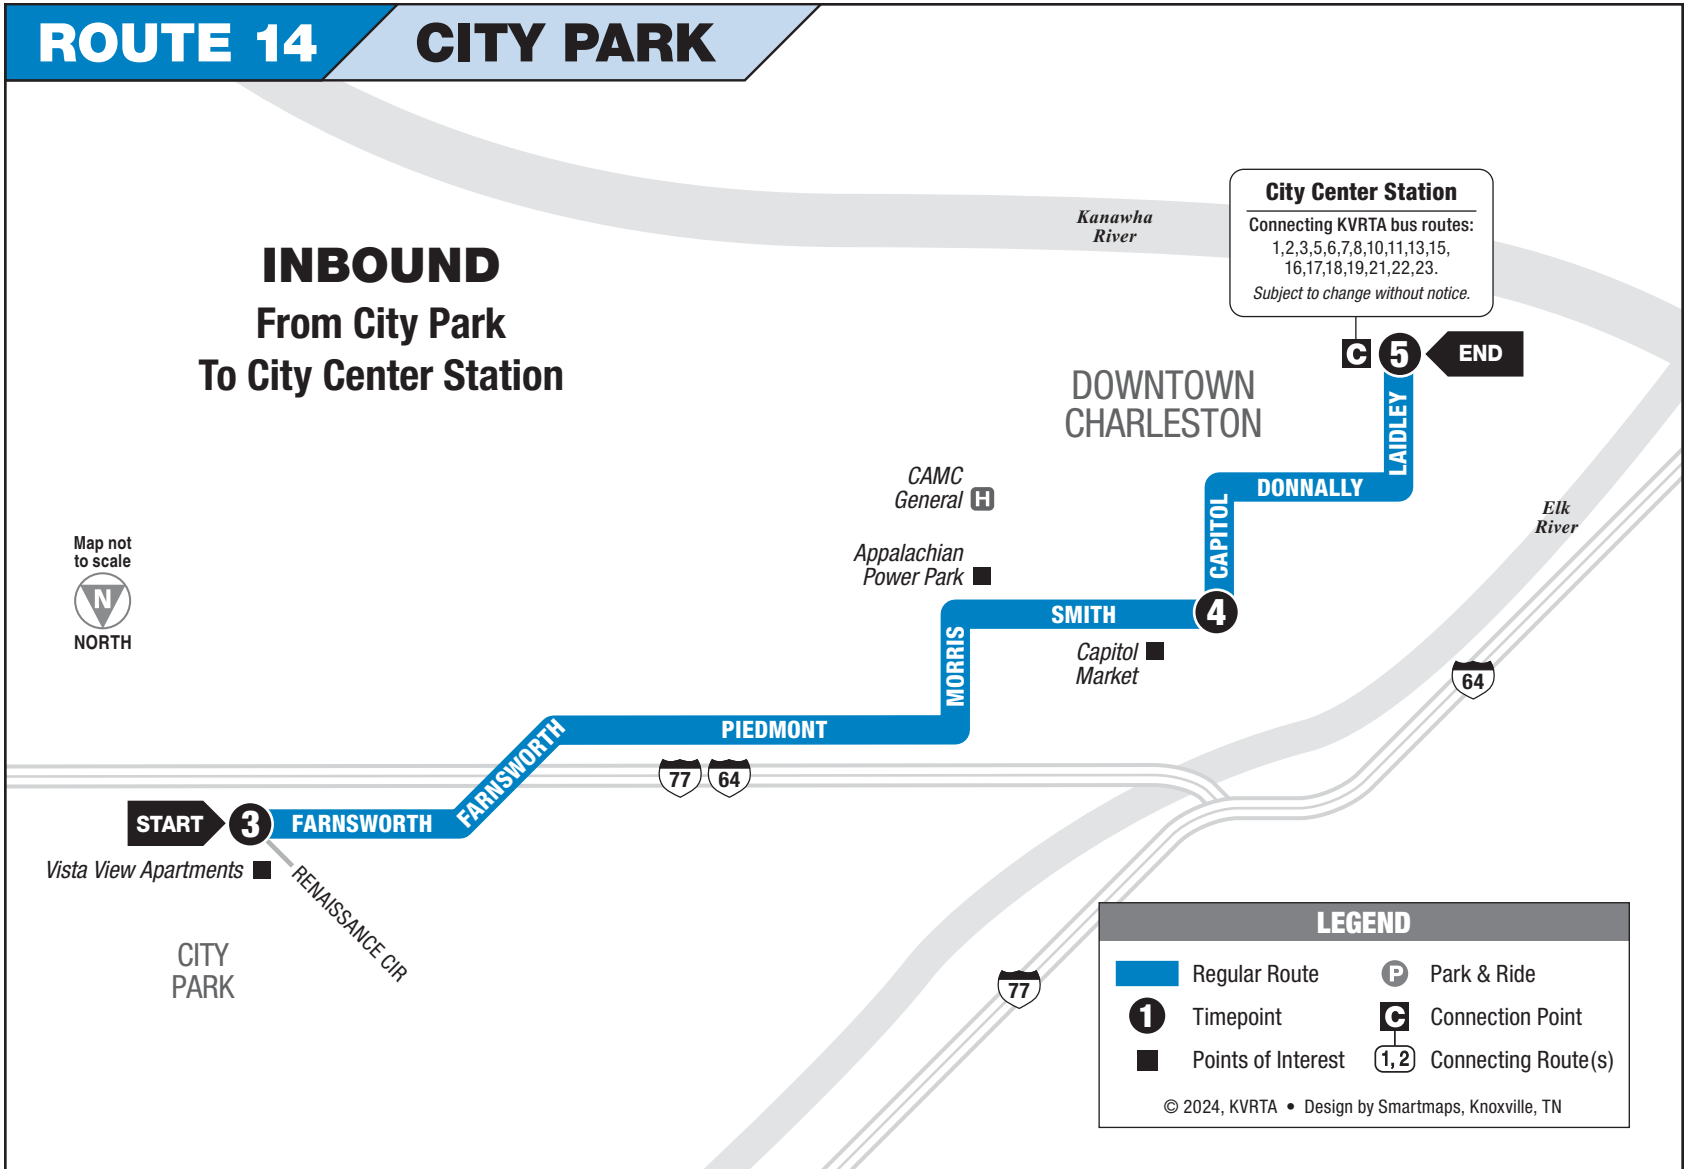 ROUTE 14
CITY PARK
INBOUND
From City Park
To City Center Station
Kanawha
River
City Center Station
Connecting KVRTA bus routes:
1,2,3,5,6,7,8,10,11,13,15,
16,17,18,19,21,22,23.
Subject to change without notice.
C
5
END
DOWNTOWN
CHARLESTON
LAIDLEY
DONNALLY
CAPITOL
CAMC
General H
Elk
River
Appalachian
Power Park
Map not
to scale
N
NORTH
SMITH
4
MORRIS
Capitol
Market
64
PIEDMONT
FARNSWORTH
77
64
START
3
FARNSWORTH
Vista View Apartments
RENAISSANCE CIR
CITY
PARK
77
LEGEND
Regular Route
P Park & Ride
1 Timepoint
C Connection Point
Points of Interest
1, 2 Connecting Route(s)
© 2024, KVRTA • Design by Smartmaps, Knoxville, TN